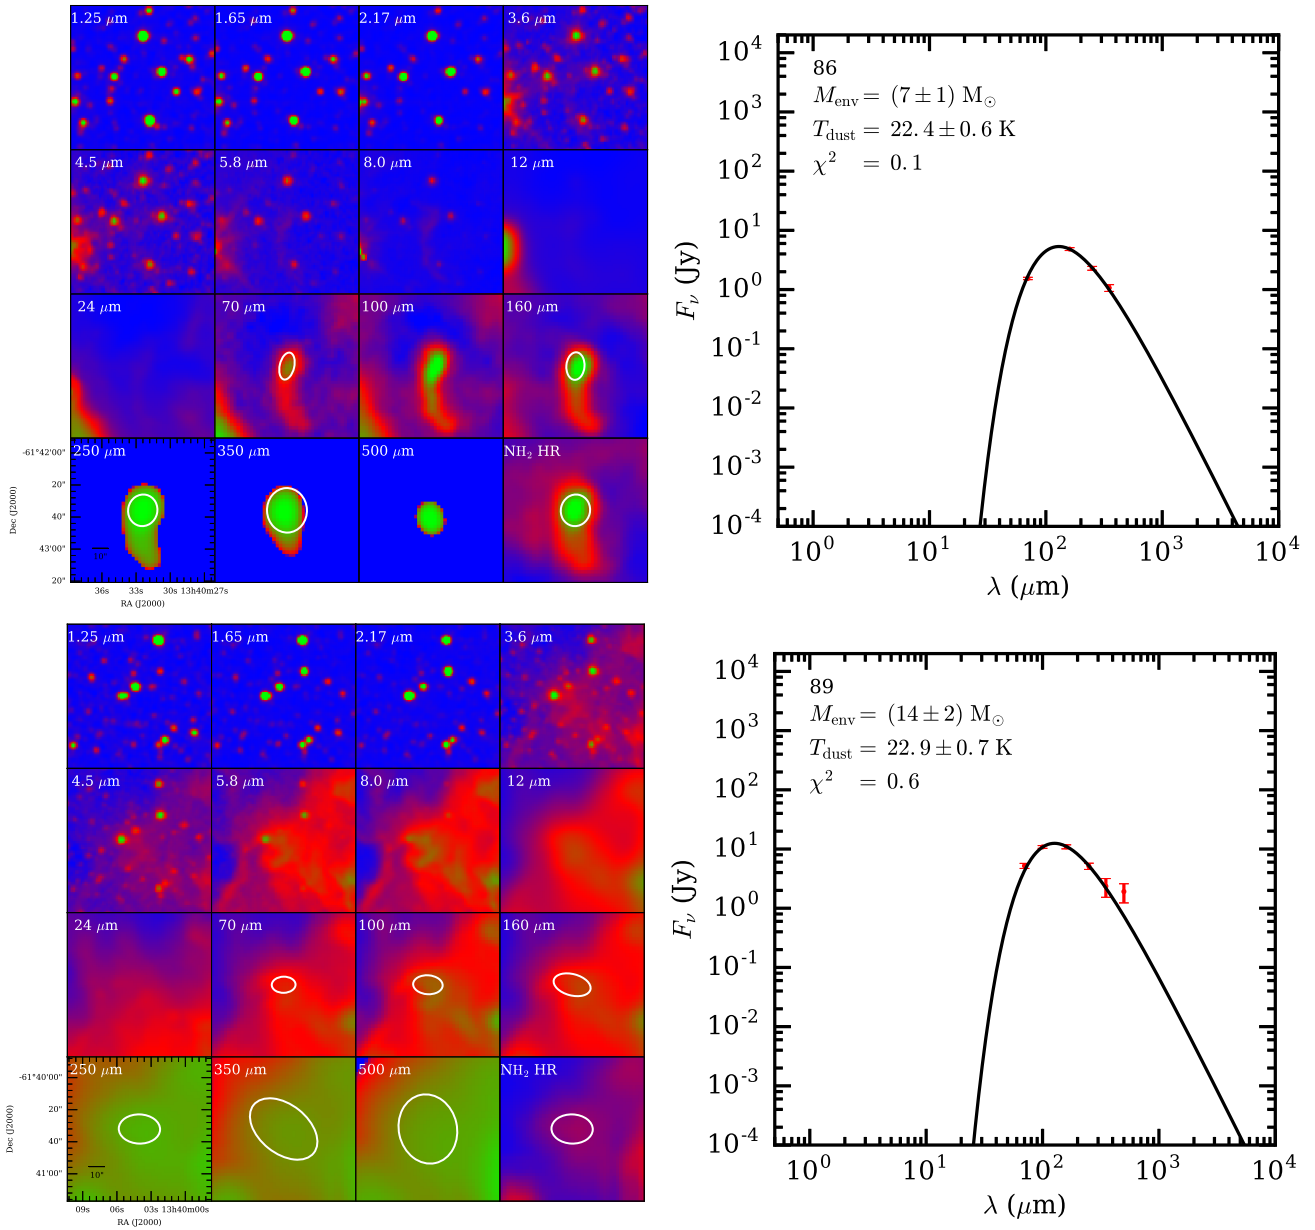 1.25 μm 1.65 μm 2.17 μm 3.6 μm
4.5 μm 5.8 μm 8.0 μm 12 μm
24 μm 70 μm 100 μm 160 μm
250 μm 350 μm 500 μm NH₂ HR
-61°42'00"
20"
40"
43'00"
20"
Dec (J2000)
10"
36s 33s 30s 13h40m27s
RA (J2000)
86
M_env = (7 ± 1) M_⊙
T_dust = 22.4 ± 0.6 K
χ² = 0.1
10⁴
10³
10²
10¹
10⁰
10⁻¹
10⁻²
10⁻³
10⁻⁴
F_ν (Jy)
10⁰ 10¹ 10² 10³ 10⁴
λ (μm)
1.25 μm 1.65 μm 2.17 μm 3.6 μm
4.5 μm 5.8 μm 8.0 μm 12 μm
24 μm 70 μm 100 μm 160 μm
250 μm 350 μm 500 μm NH₂ HR
-61°40'00"
20"
40"
41'00"
Dec (J2000)
10"
09s 06s 03s 13h40m00s
RA (J2000)
89
M_env = (14 ± 2) M_⊙
T_dust = 22.9 ± 0.7 K
χ² = 0.6
10⁴
10³
10²
10¹
10⁰
10⁻¹
10⁻²
10⁻³
10⁻⁴
F_ν (Jy)
10⁰ 10¹ 10² 10³ 10⁴
λ (μm)